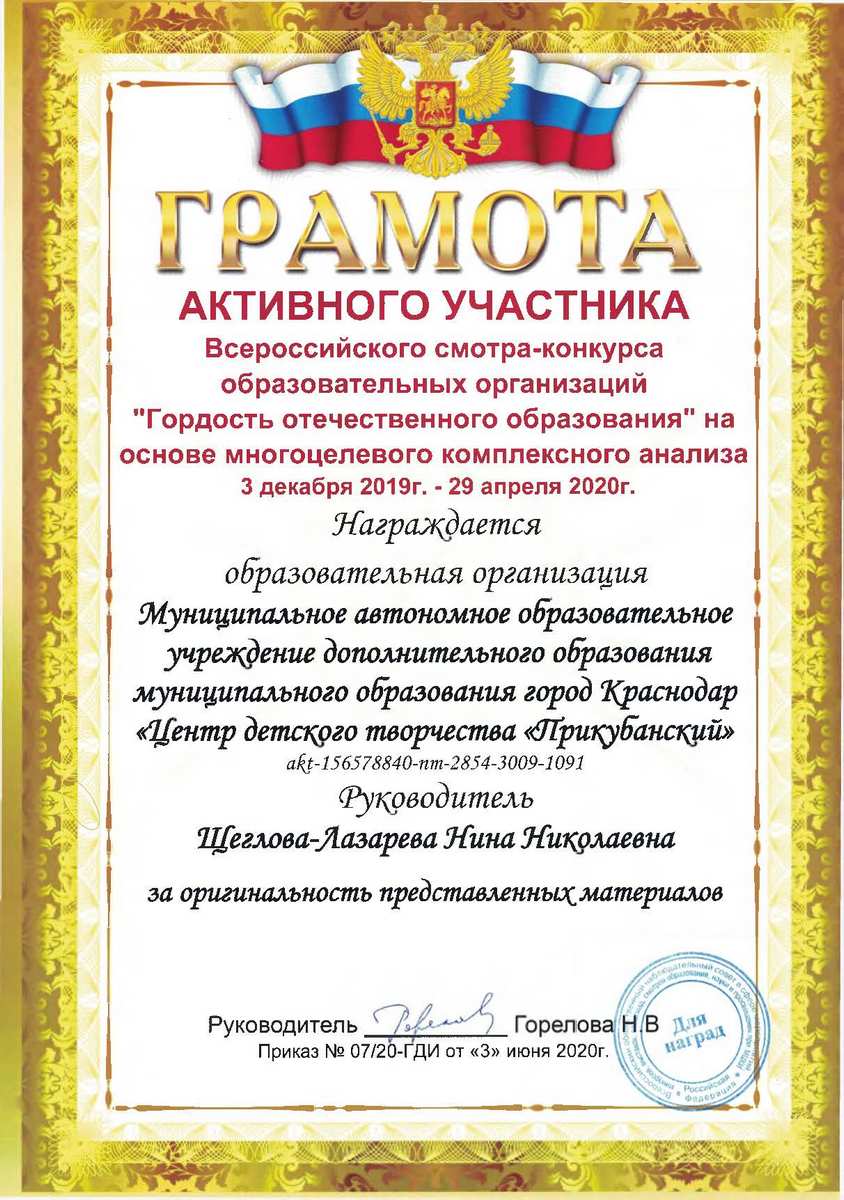 ГРАМОТА
АКТИВНОГО УЧАСТНИКА
Всероссийского смотра-конкурса
образовательных организаций
"Гордость отечественного образования" на
основе многоцелевого комплексного анализа
3 декабря 2019г. - 29 апреля 2020г.
Награждается
образовательная организация
Муниципальное автономное образовательное
учреждение дополнительного образования
муниципального образования город Краснодар
«Центр детского творчества «Прикубанский»
akt-156578840-nm-2854-3009-1091
Руководитель
Щеглова-Лазарева Нина Николаевна
за оригинальность представленных материалов
Руководитель Горелова Н.В
Приказ № 07/20-ГДИ от «3» июня 2020г.
Для
наград
Российская
Федерация